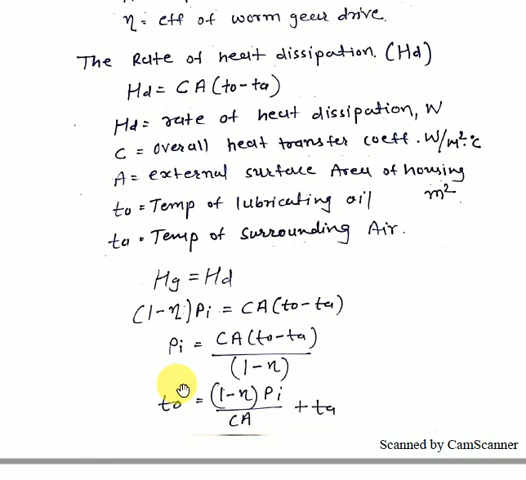 η = eff of worm gear drive.
The Rate of heat dissipation. (Hd)
Hd = CA(to-ta)
Hd = rate of heat dissipation, W
C = overall heat transfer coeff. W/m²·°C
A = external surface Area of housing
m²
to = Temp of lubricating oil
ta = Temp of surrounding Air.
Hg = Hd
(1-η)Pi = CA(to-ta)
Pi = CA(to-ta)
(1-η)
to = (1-η) Pi + ta
CA
Scanned by CamScanner